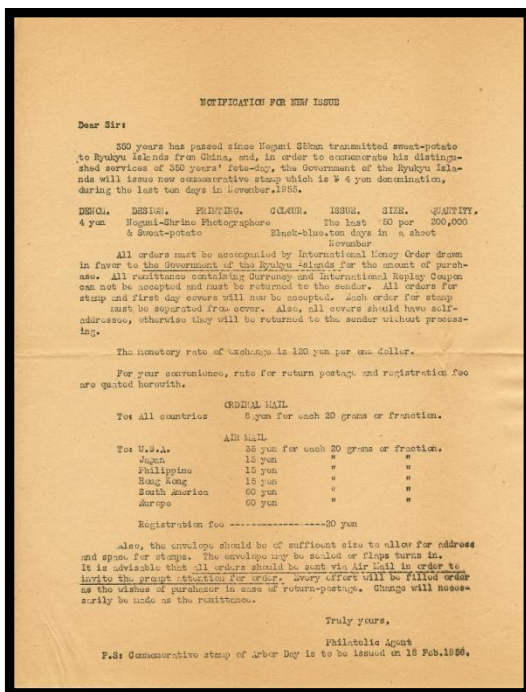 NOTIFICATION FOR NEW ISSUE
Dear Sir:
350 years has passed since Noguni Sōkan transmitted sweat-potato
to Ryukyu Islands from China, and, in order to commemorate his distingua-
shed services of 350 years' fete-day, the Government of the Ryukyu Isla-
nds will issue new commemorative stamp which is ¥ 4 yen denomination,
during the last ten days in November.1955.
DENOM. DESIGN. PRINTING. COLOUR. ISSUE. SIZE. QUANTITY.
4 yen Noguni-Shrine Photographere The last 50 per 200,000
& Sweat-potato Black-blue.ten days in a sheet
November
All orders must be accompanied by International Money Order drawn
in favor to the Government of the Ryukyu Islands for the amount of purch-
ase. All remittance containing Currency and International Replay Coupon
can not be accepted and must be returned to the sender. All orders for
stamp and first day covers will now be accepted. Each order for stamp
must be separated from cover. Also, all covers should have self-
addressed, otherwise they will be returned to the sender without process-
ing.
The monetary rate of exchange is 120 yen per one doller.
For your convenience, rate for return postage and registration fee
are quated herewith.
ORDINAL MAIL
To: All countries 8 yen for each 20 grams or fraction.
AIR MAIL
To: U.S.A. 35 yen for each 20 grams or fraction.
Japan 15 yen " "
Philippine 15 yen " "
Hong Kong 15 yen " "
South America 60 yen " "
Europe 60 yen " "
Registration fee ------------------20 yen
Also, the envelope should be of sufficent size to allow for address
and space for stamps. The envelope may be sealed or flaps turns in.
It is advisable that all orders should be sent via Air Mail in order to
invite the prompt attention for order. Every effort will be filled order
as the wishes of purchaser in case of return-postage. Change will neces-
sarily be made as the remittance.
Truly yours,
Philatelic Agent
P.S: Commemorative stamp of Arbor Day is to be issued on 16 Feb.1956.